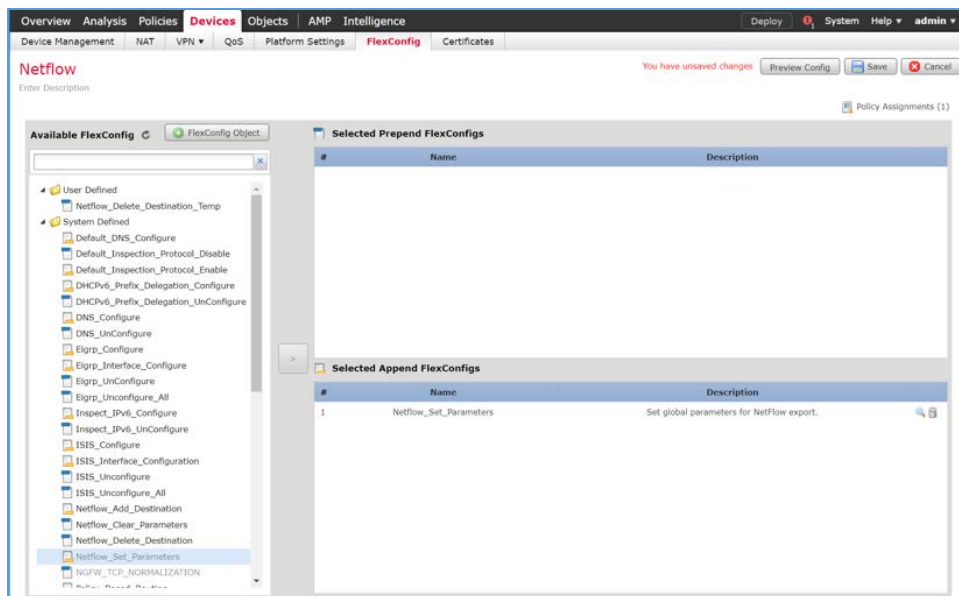 Overview Analysis Policies Devices Objects AMP Intelligence Deploy 1 System Help admin
Device Management NAT VPN QoS Platform Settings FlexConfig Certificates
Netflow
You have unsaved changes Preview Config Save Cancel
Enter Description
Policy Assignments (1)
Available FlexConfig FlexConfig Object
Selected Prepend FlexConfigs
# Name Description
User Defined
Netflow_Delete_Destination_Temp
System Defined
Default_DNS_Configure
Default_Inspection_Protocol_Disable
Default_Inspection_Protocol_Enable
DHCPv6_Prefix_Delegation_Configure
DHCPv6_Prefix_Delegation_UnConfigure
DNS_Configure
DNS_UnConfigure
Eigrp_Configure
Eigrp_Interface_Configure
Eigrp_UnConfigure
Eigrp_Unconfigure_All
Inspect_IPv6_Configure
Inspect_IPv6_UnConfigure
ISIS_Configure
ISIS_Interface_Configuration
ISIS_Unconfigure
ISIS_Unconfigure_All
Netflow_Add_Destination
Netflow_Clear_Parameters
Netflow_Delete_Destination
Netflow_Set_Parameters
NGFW_TCP_NORMALIZATION
>
Selected Append FlexConfigs
# Name Description
1 Netflow_Set_Parameters Set global parameters for NetFlow export.